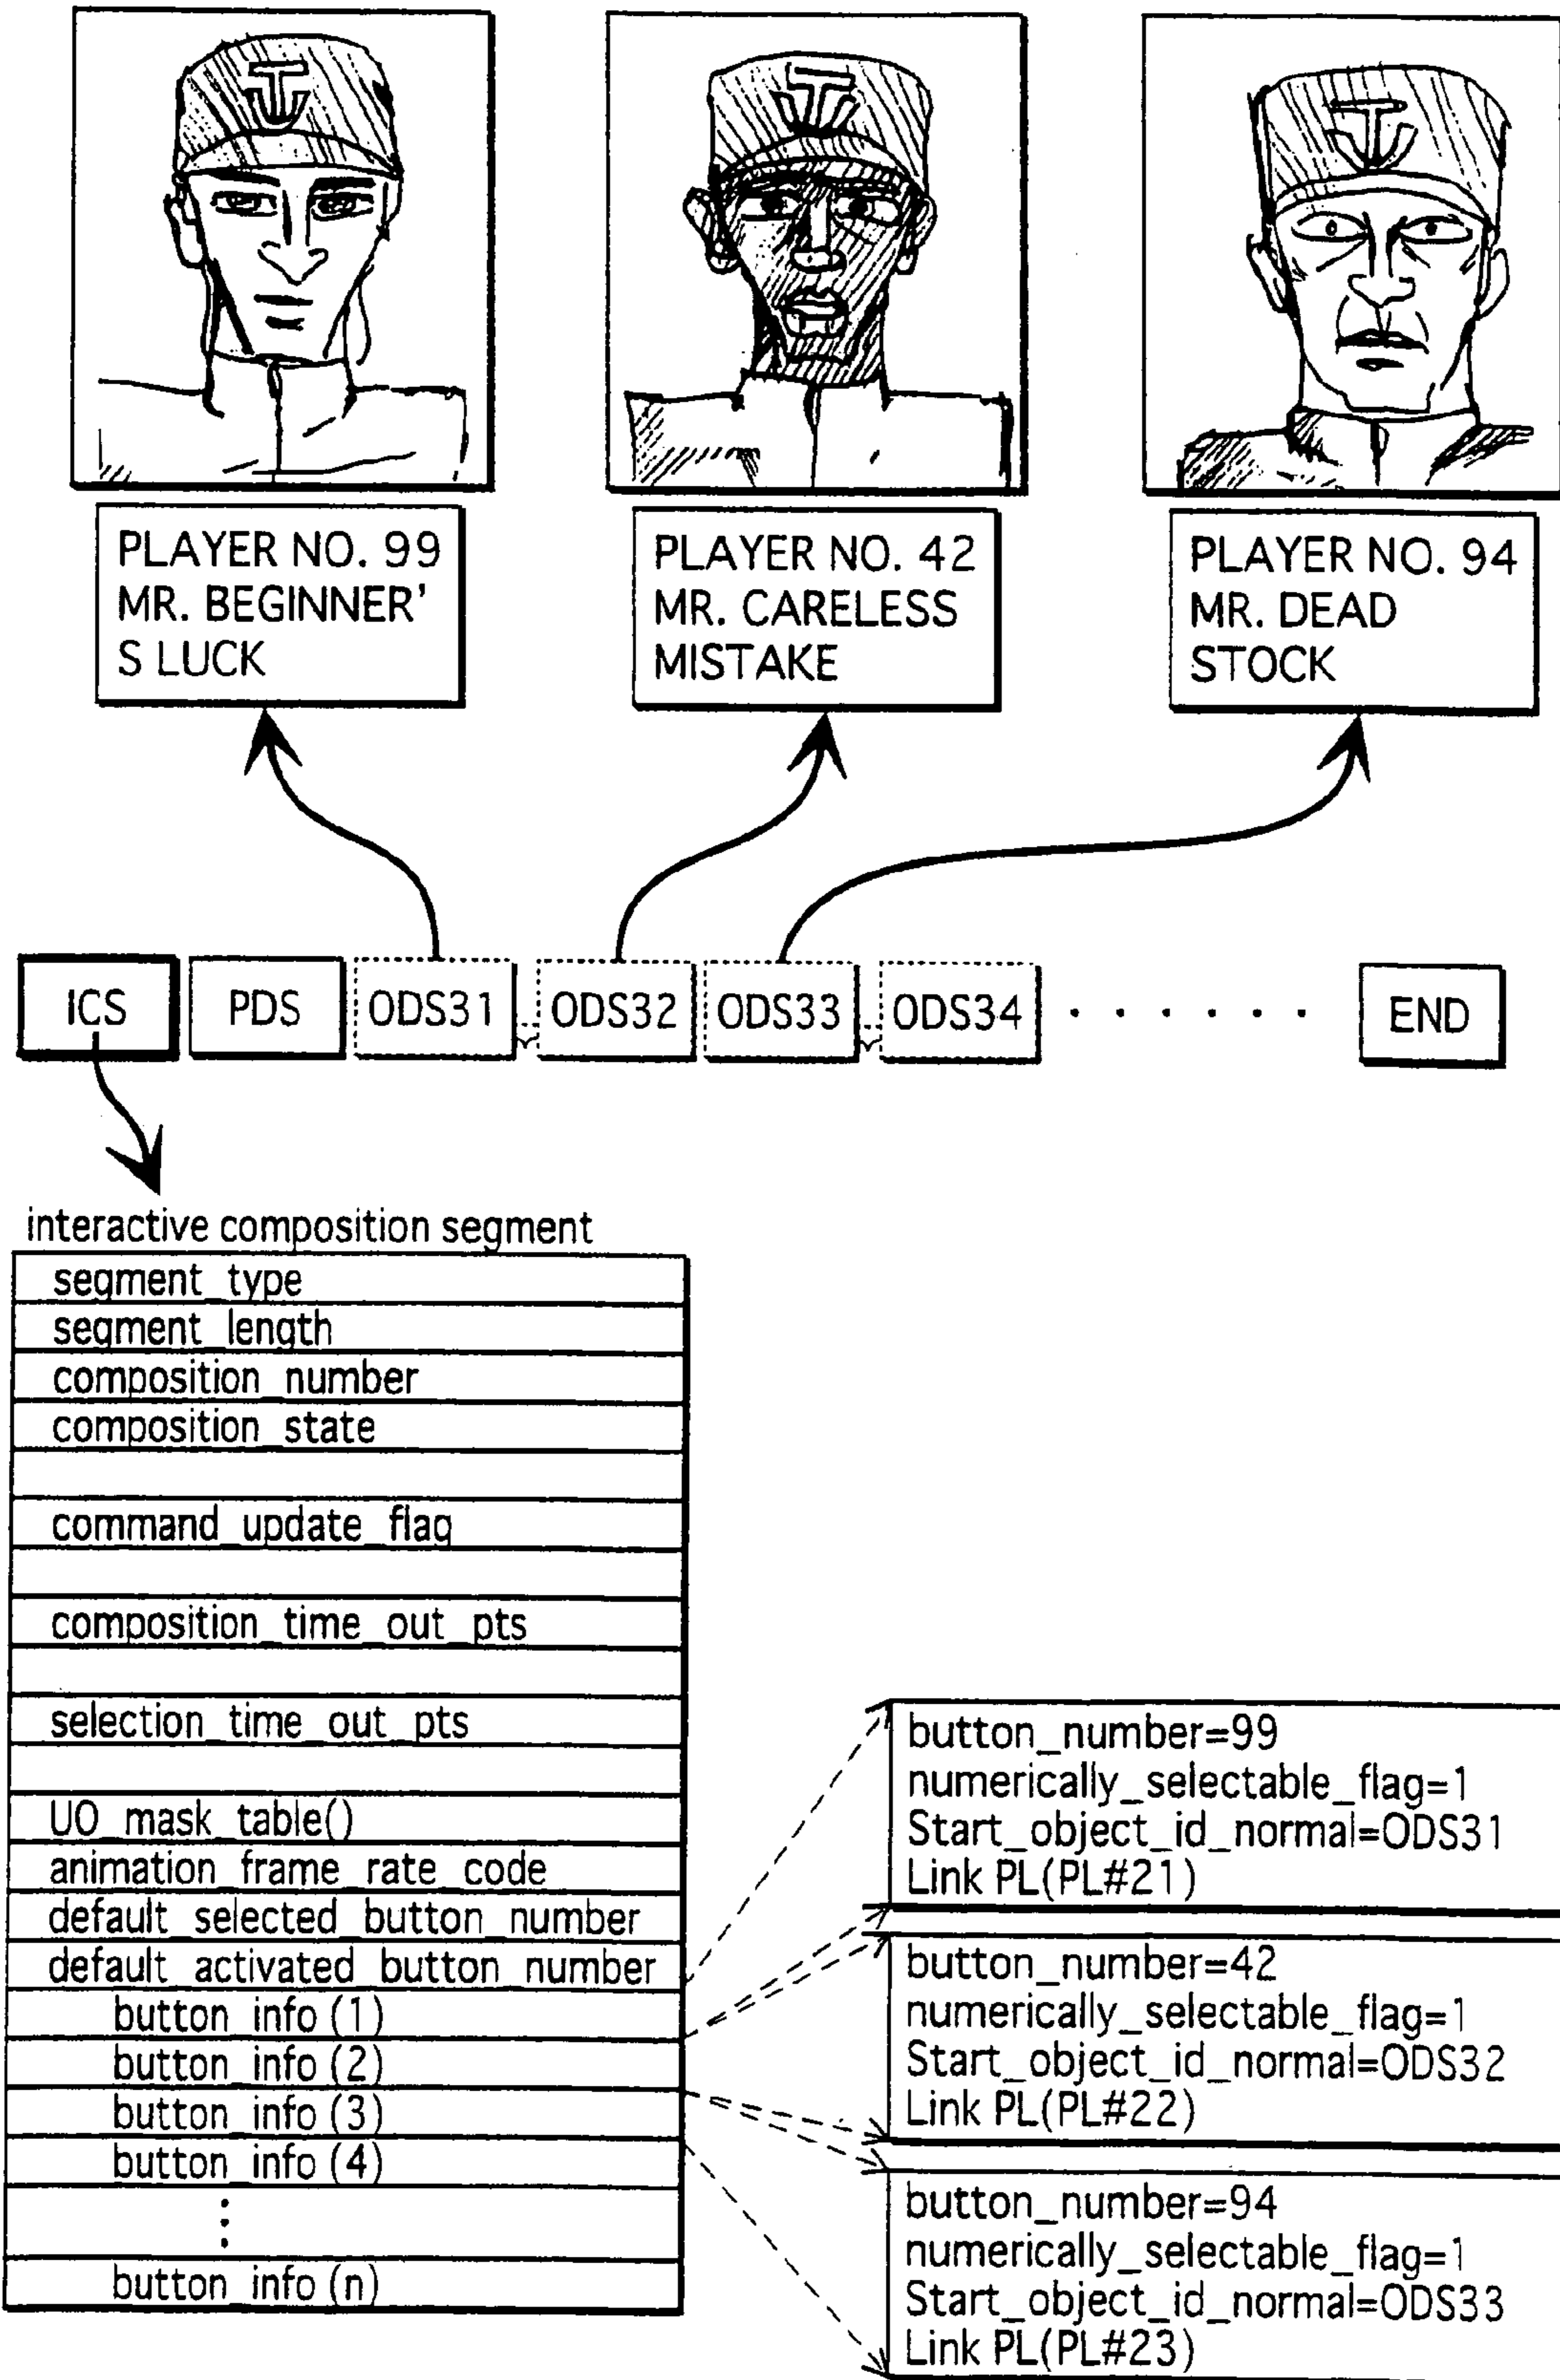 PLAYER NO. 99
MR. BEGINNER'
S LUCK
PLAYER NO. 42
MR. CARELESS
MISTAKE
PLAYER NO. 94
MR. DEAD
STOCK
ICS
PDS
ODS31
ODS32
ODS33
ODS34
END
interactive composition segment
segment_type
segment_length
composition_number
composition_state
command_update_flag
composition_time_out_pts
selection_time_out_pts
UO_mask_table()
animation_frame_rate_code
default_selected_button_number
default_activated_button_number
button_info (1)
button_info (2)
button_info (3)
button_info (4)
button_info (n)
button_number=99
numerically_selectable_flag=1
Start_object_id_normal=ODS31
Link PL(PL#21)
button_number=42
numerically_selectable_flag=1
Start_object_id_normal=ODS32
Link PL(PL#22)
button_number=94
numerically_selectable_flag=1
Start_object_id_normal=ODS33
Link PL(PL#23)